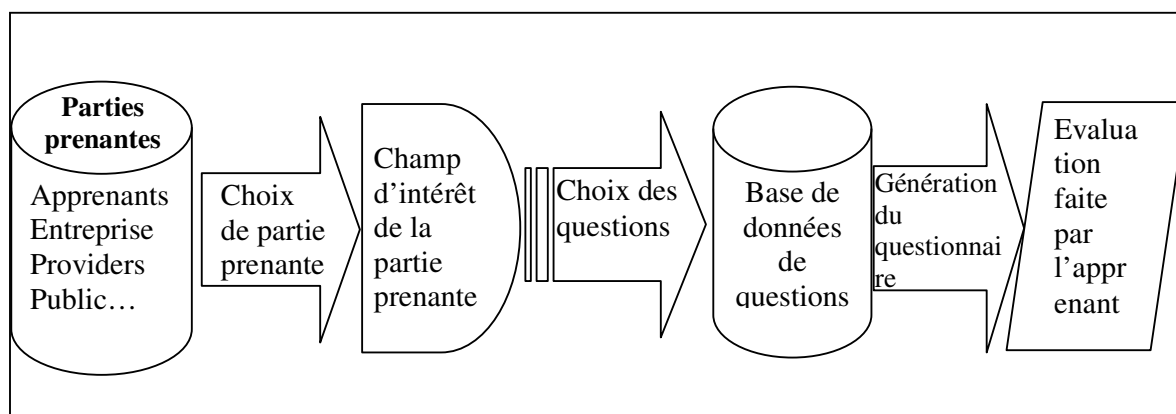 Parties
prenantes
Apprenants
Entreprise
Providers
Public…
Choix
de partie
prenante
Champ
d’intérêt
de la
partie
prenante
Choix des
questions
Base de
données
de
questions
Génération
du
questionnai
re
Evalua
tion
faite
par
l’appr
enant